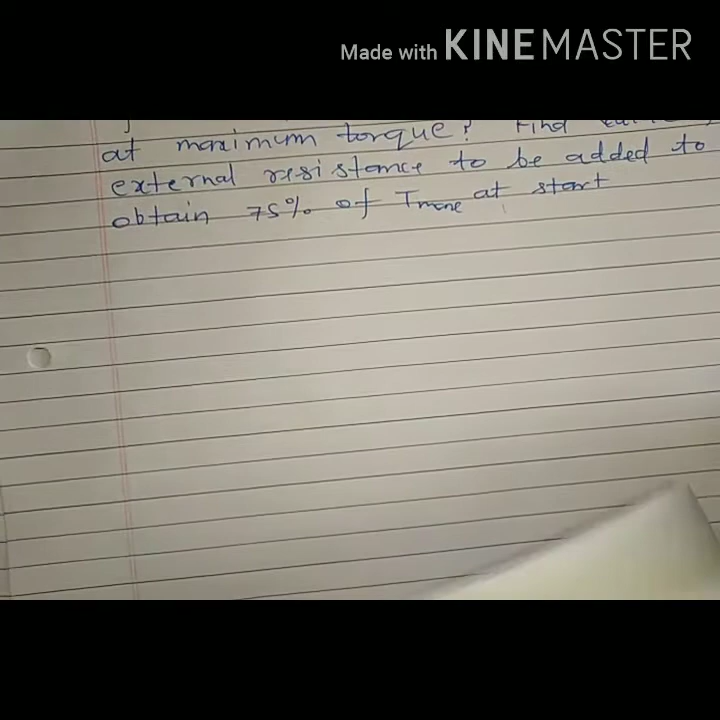 Made with KINEMASTER
at maximum torque? Find
external resistance to be added to
obtain 75% of Tmax at start